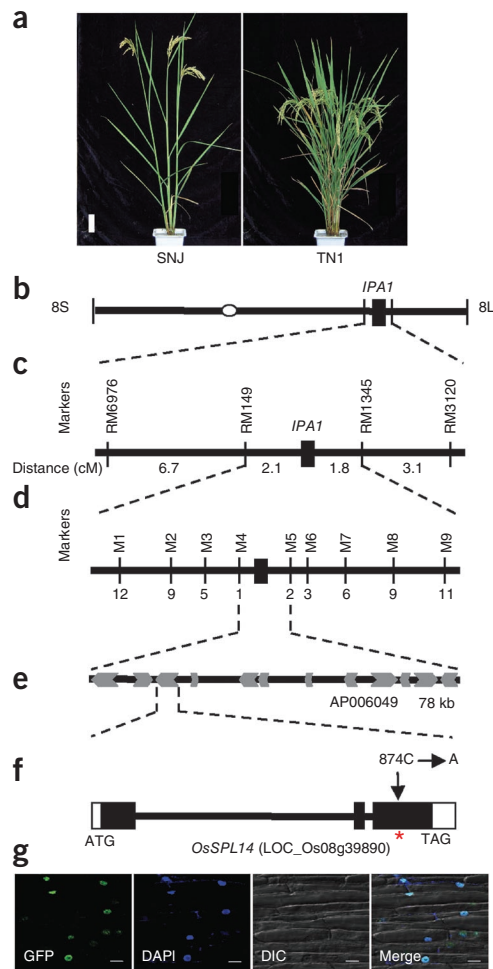 a
SNJ
TN1
b
8S
IPA1
8L
c
Markers
RM6976
RM149
IPA1
RM1345
RM3120
Distance (cM)
6.7
2.1
1.8
3.1
d
Markers
M1
M2
M3
M4
M5
M6
M7
M8
M9
12
9
5
1
2
3
6
9
11
e
AP006049
78 kb
f
874C
A
*
ATG
TAG
OsSPL14 (LOC_Os08g39890)
g
GFP
DAPI
DIC
Merge